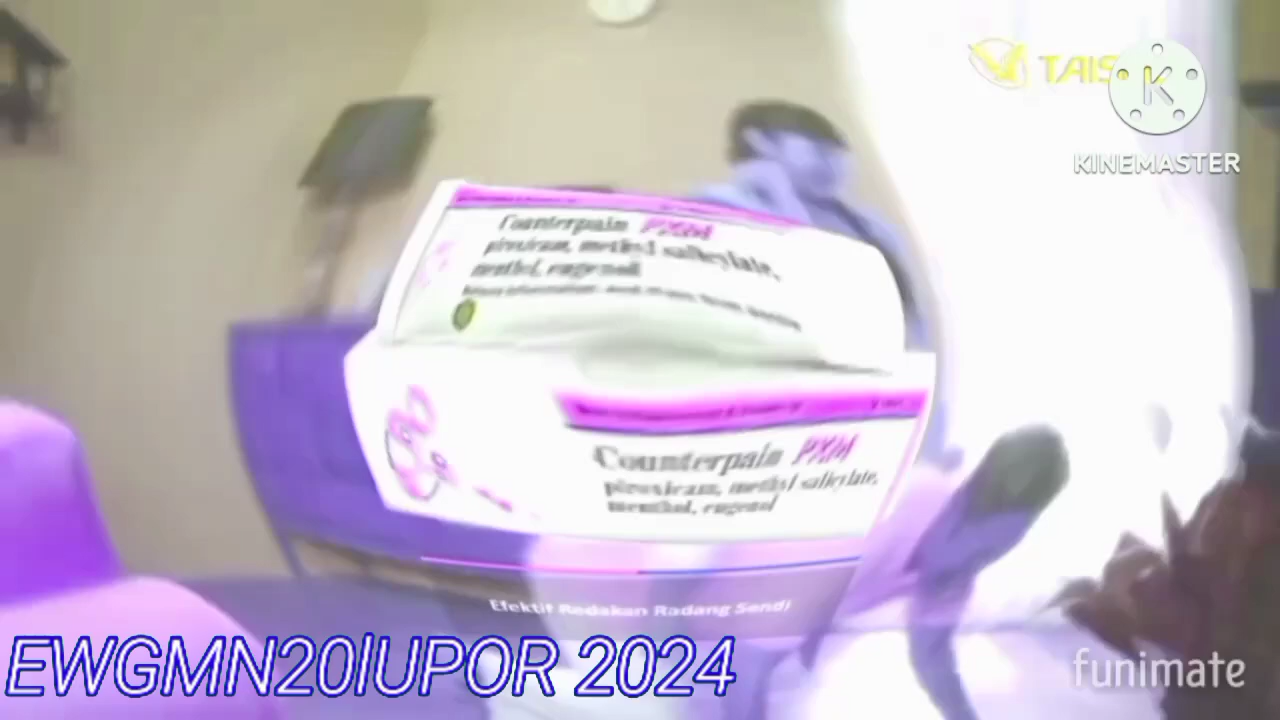 TAIS
K
KINEMASTER
Counterpain PXM
piroxicam, methyl salicylate,
menthol, eugenol
Counterpain PXM
piroxicam, methyl salicylate,
menthol, eugenol
Efektif Redakan Radang Sendi
EWGMN20lUPOR 2024
funimate